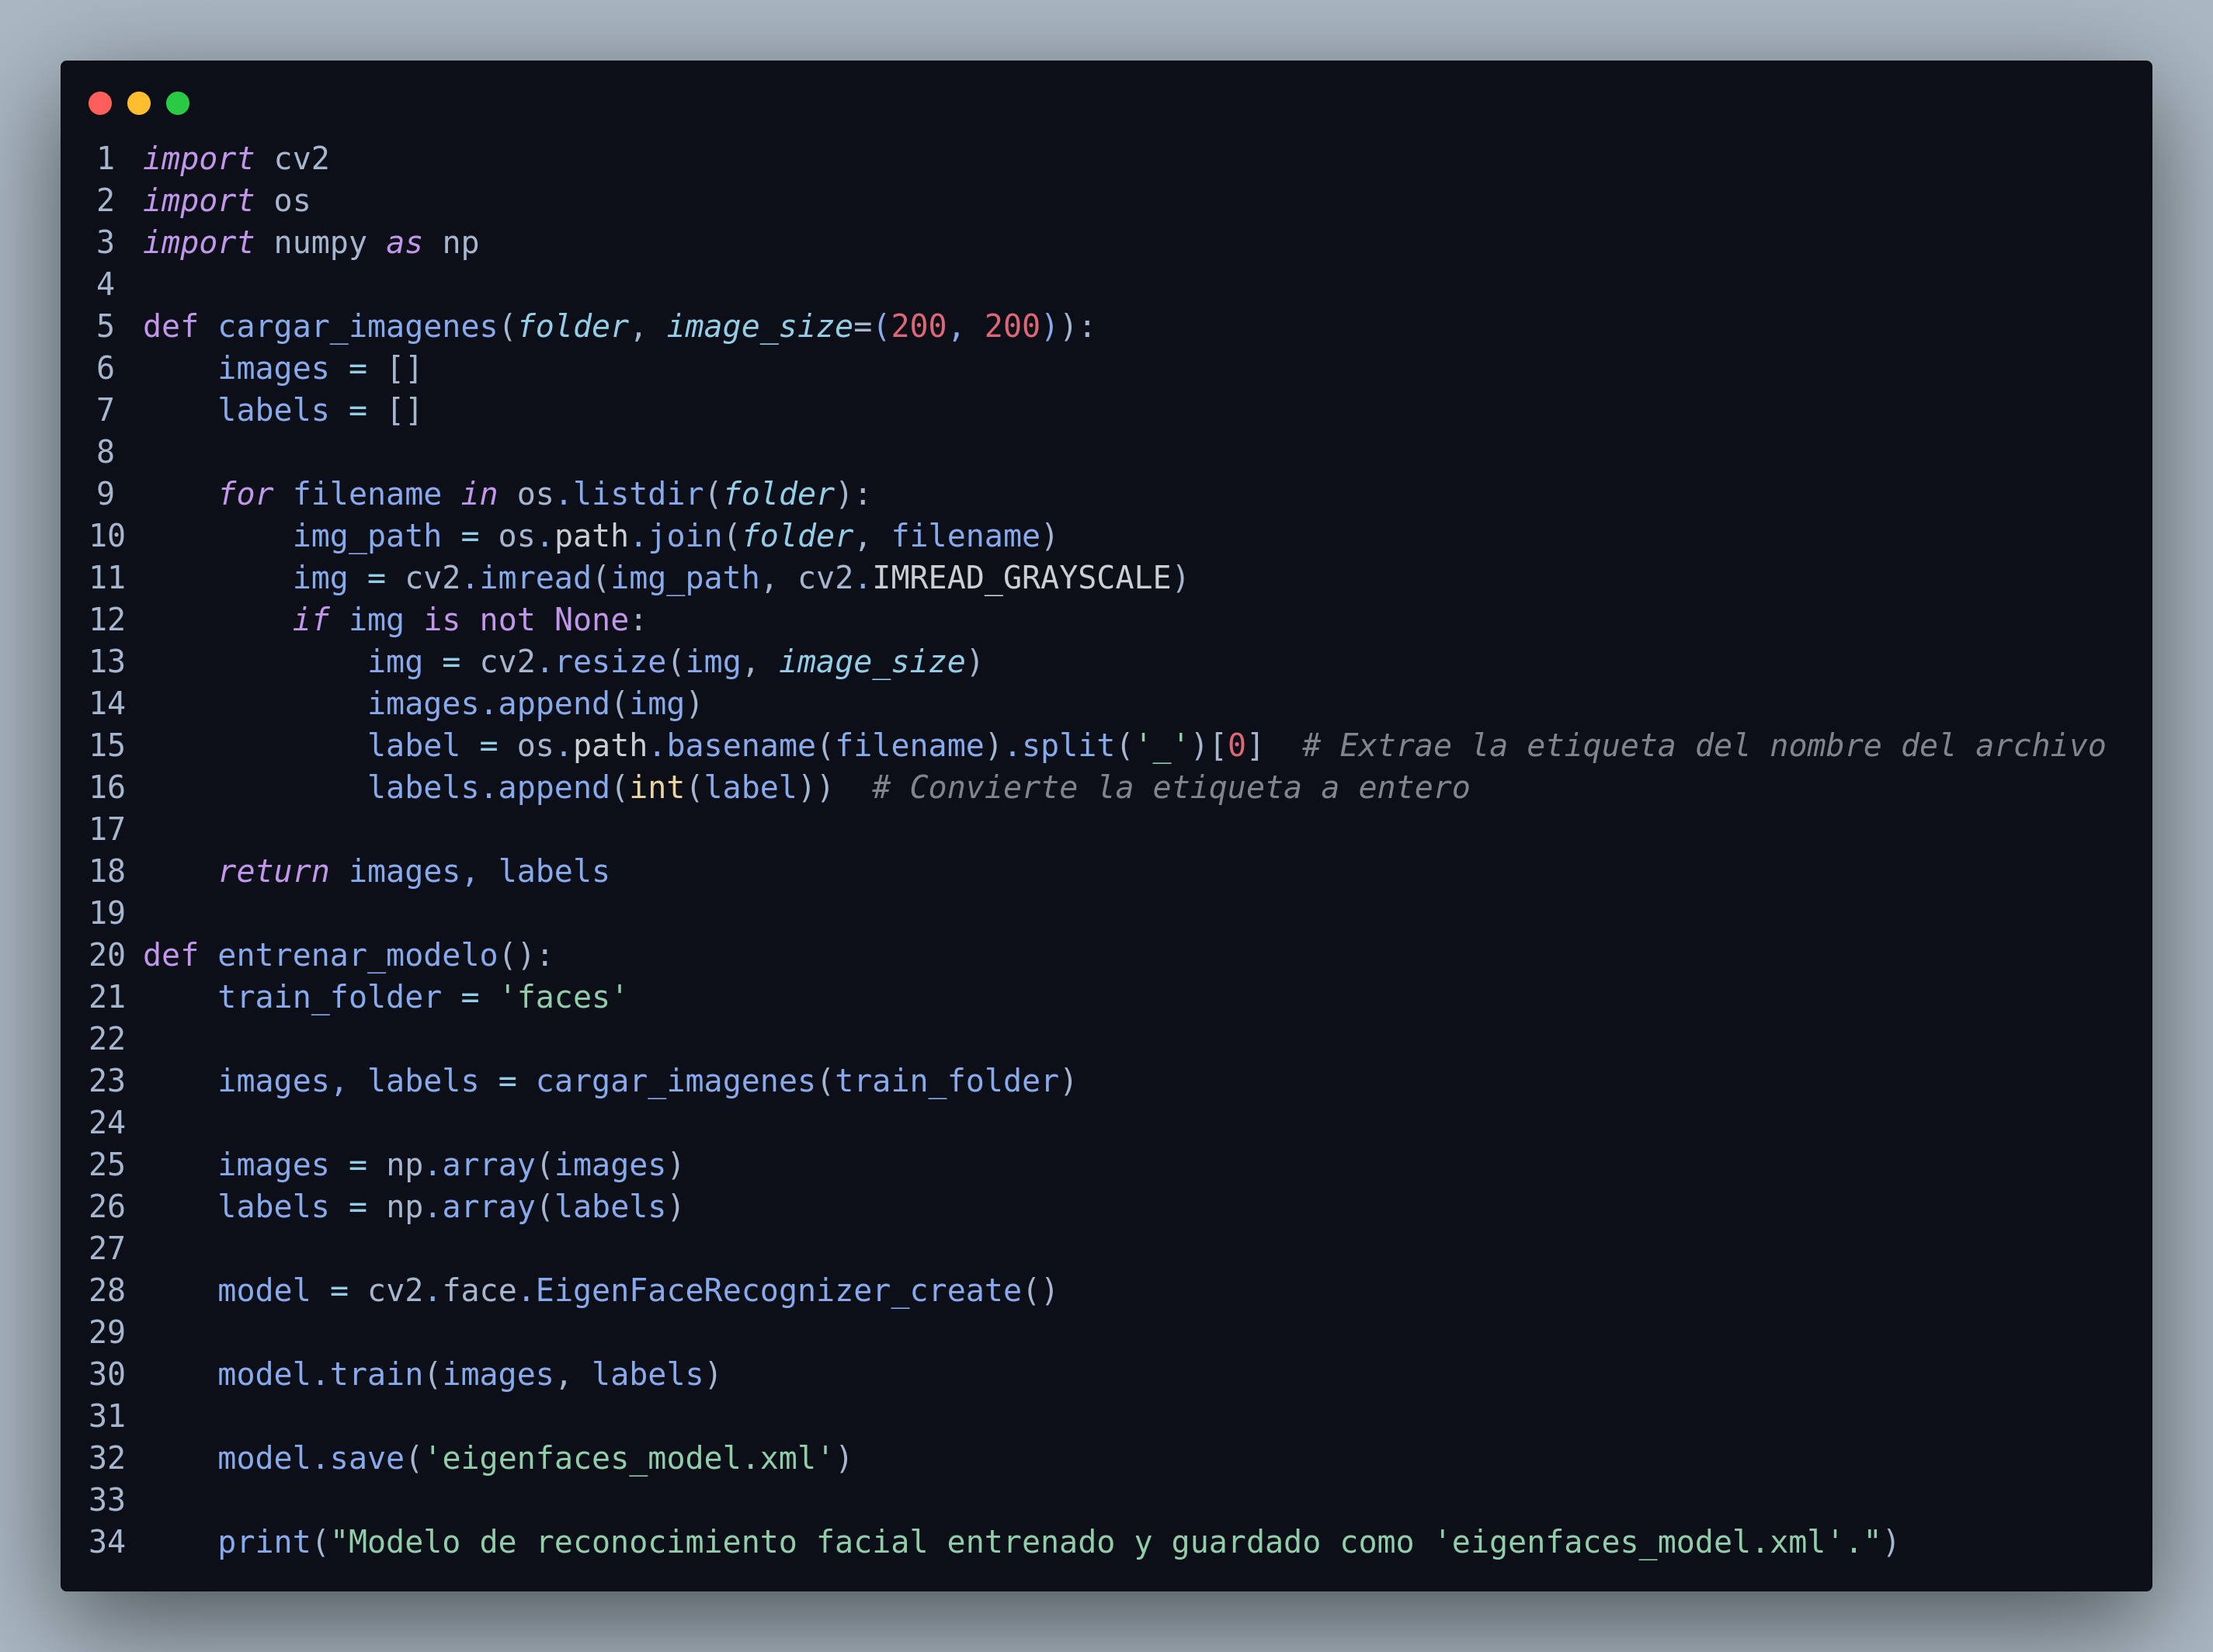 1 import cv2
2 import os
3 import numpy as np
4
5 def cargar_imagenes(folder, image_size=(200, 200)):
6     images = []
7     labels = []
8
9     for filename in os.listdir(folder):
10         img_path = os.path.join(folder, filename)
11         img = cv2.imread(img_path, cv2.IMREAD_GRAYSCALE)
12         if img is not None:
13             img = cv2.resize(img, image_size)
14             images.append(img)
15             label = os.path.basename(filename).split('_')[0]  # Extrae la etiqueta del nombre del archivo
16             labels.append(int(label))  # Convierte la etiqueta a entero
17
18     return images, labels
19
20 def entrenar_modelo():
21     train_folder = 'faces'
22
23     images, labels = cargar_imagenes(train_folder)
24
25     images = np.array(images)
26     labels = np.array(labels)
27
28     model = cv2.face.EigenFaceRecognizer_create()
29
30     model.train(images, labels)
31
32     model.save('eigenfaces_model.xml')
33
34     print("Modelo de reconocimiento facial entrenado y guardado como 'eigenfaces_model.xml'.")